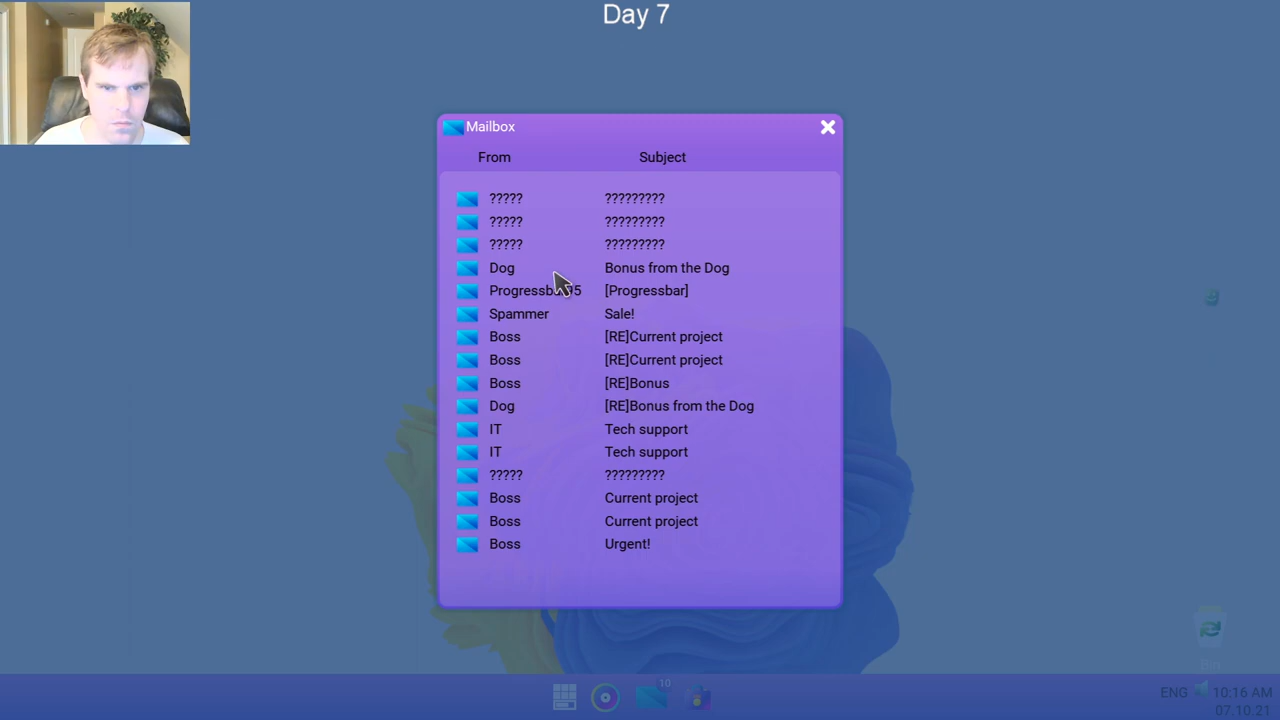 Day 7
Mailbox
From Subject
????? ?????????
????? ?????????
????? ?????????
Dog Bonus from the Dog
[Progressbar]
Spammer Sale!
Boss [RE]Current project
Boss [RE]Current project
Boss [RE]Bonus
Dog [RE]Bonus from the Dog
IT Tech support
IT Tech support
????? ?????????
Boss Current project
Boss Current project
Boss Urgent!
Bin
10
ENG 10:16 AM
07.10.21